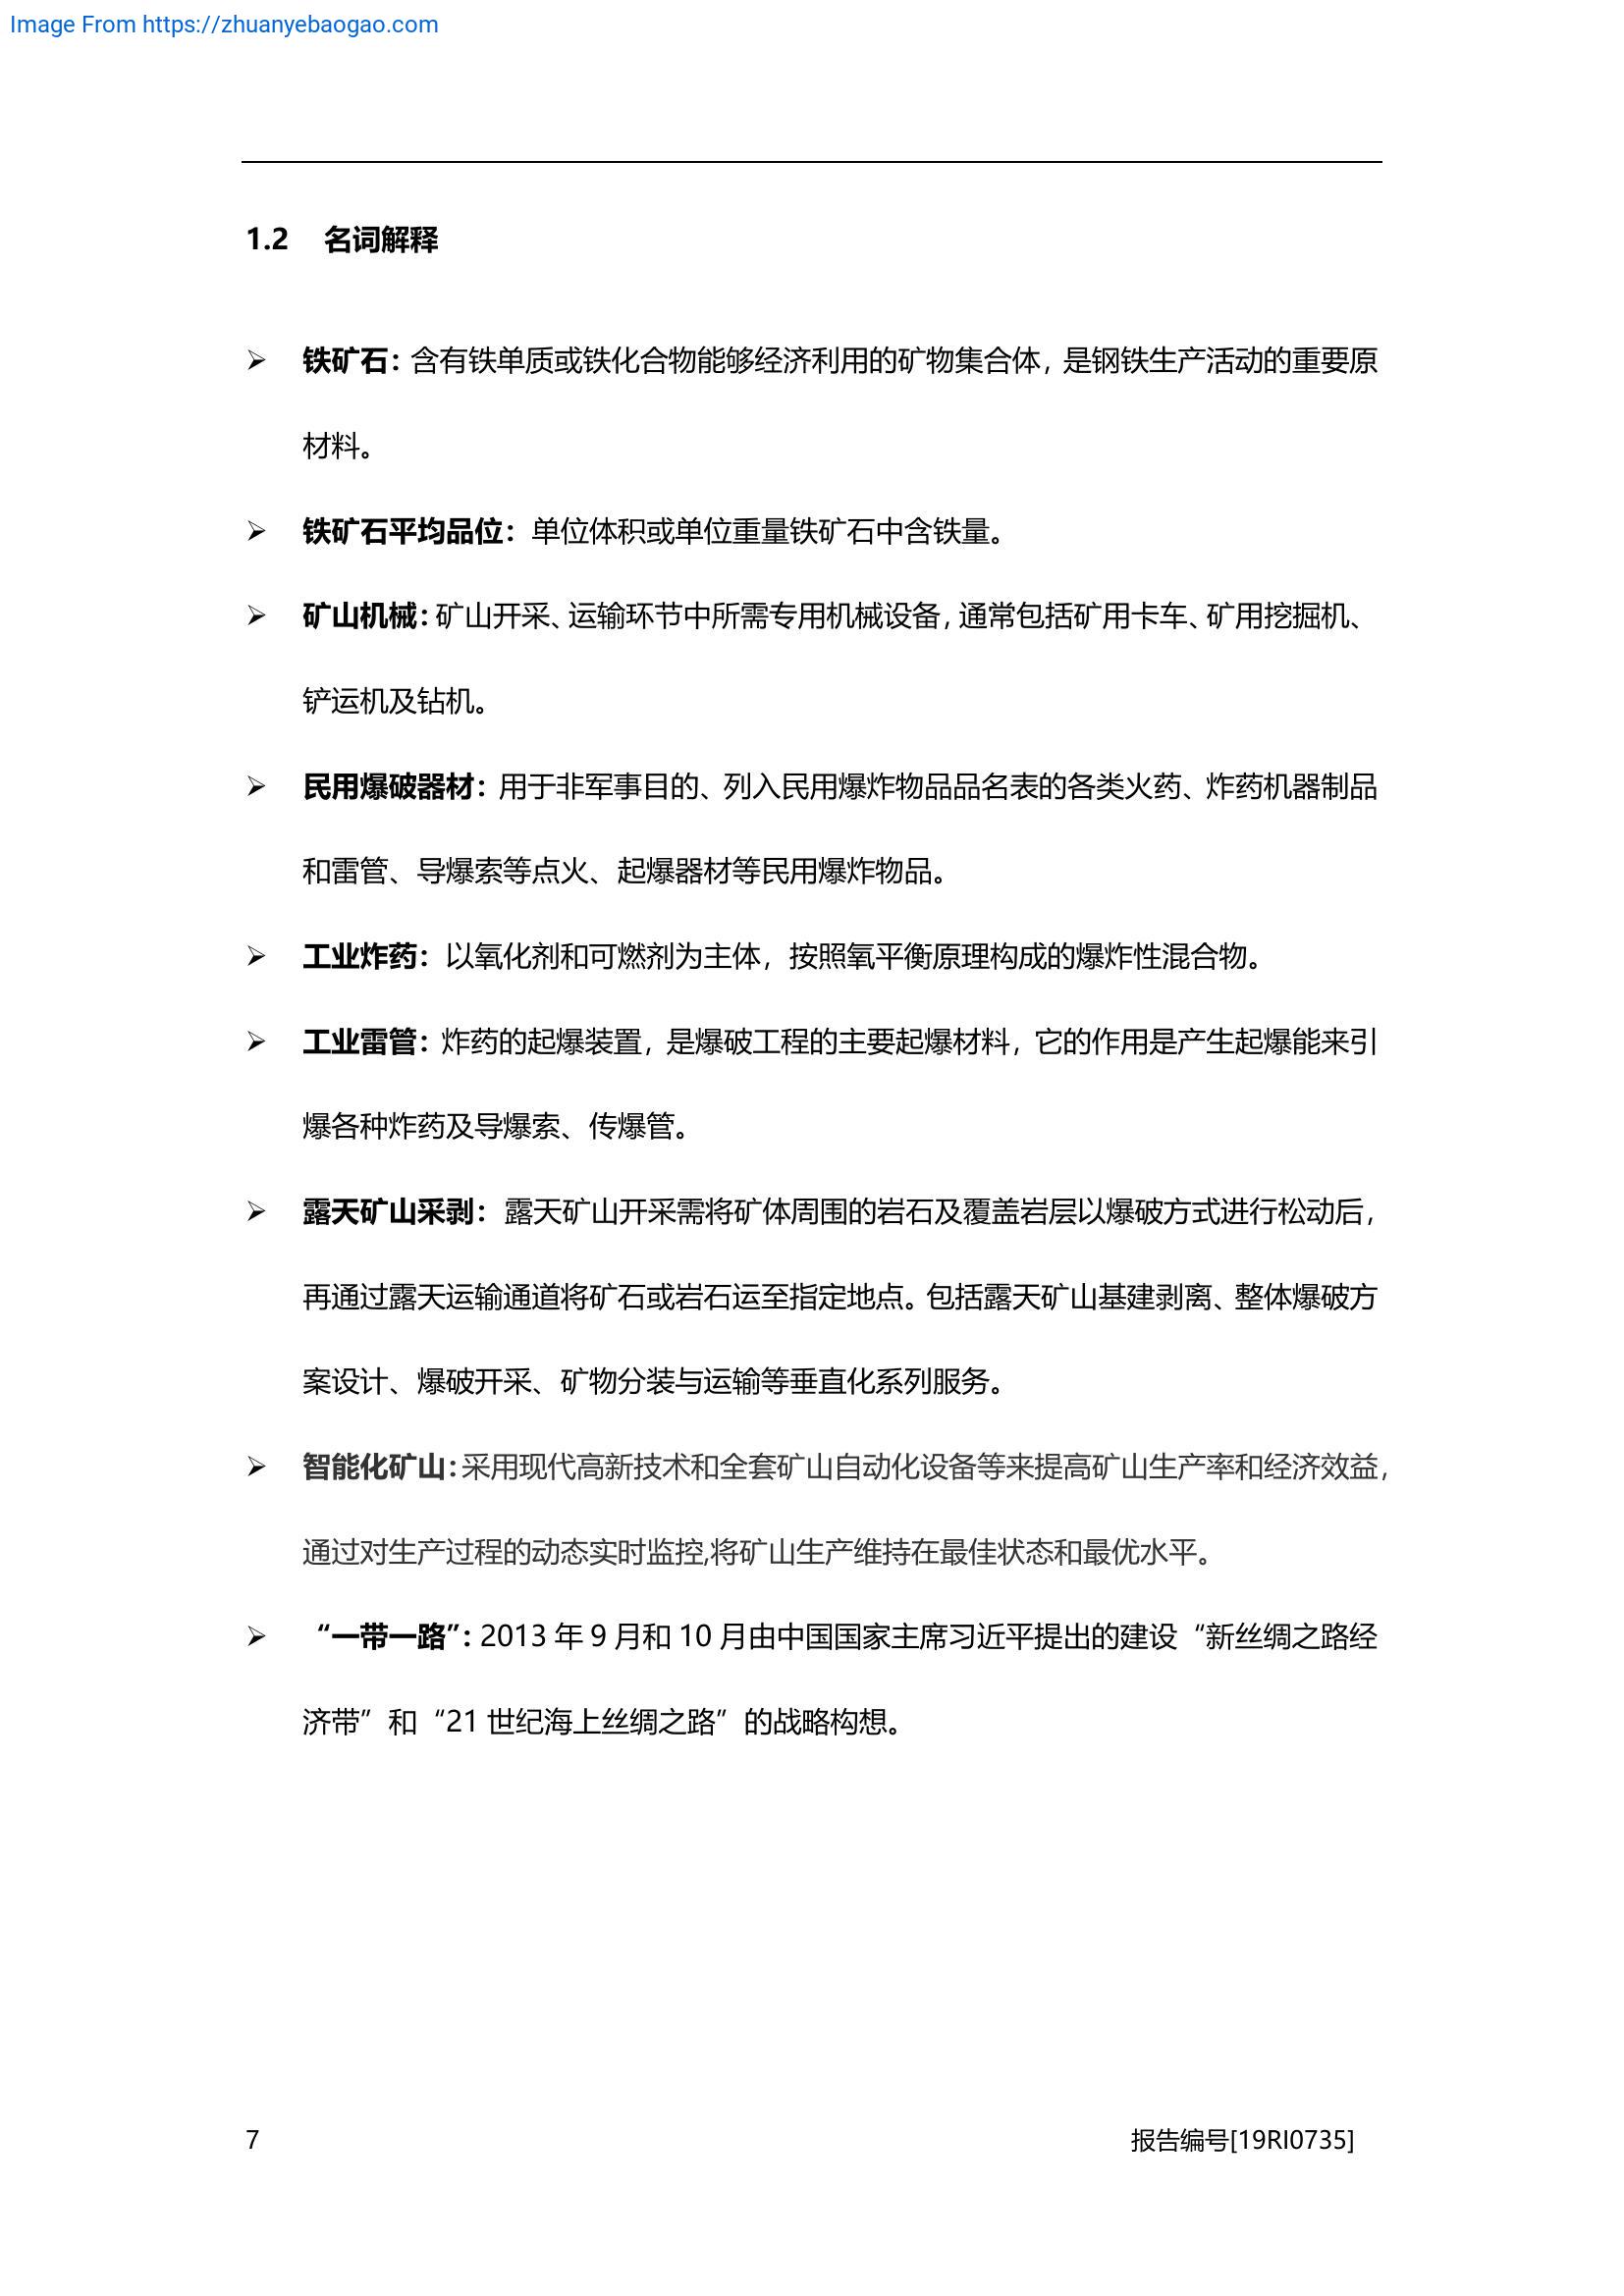 Image From https://zhuanyebaogao.com
1.2 名词解释
➢ 铁矿石：含有铁单质或铁化合物能够经济利用的矿物集合体，是钢铁生产活动的重要原
材料。
➢ 铁矿石平均品位：单位体积或单位重量铁矿石中含铁量。
➢ 矿山机械：矿山开采、运输环节中所需专用机械设备，通常包括矿用卡车、矿用挖掘机、
铲运机及钻机。
➢ 民用爆破器材：用于非军事目的、列入民用爆炸物品品名表的各类火药、炸药机器制品
和雷管、导爆索等点火、起爆器材等民用爆炸物品。
➢ 工业炸药：以氧化剂和可燃剂为主体，按照氧平衡原理构成的爆炸性混合物。
➢ 工业雷管：炸药的起爆装置，是爆破工程的主要起爆材料，它的作用是产生起爆能来引
爆各种炸药及导爆索、传爆管。
➢ 露天矿山采剥：露天矿山开采需将矿体周围的岩石及覆盖岩层以爆破方式进行松动后，
再通过露天运输通道将矿石或岩石运至指定地点。包括露天矿山基建剥离、整体爆破方
案设计、爆破开采、矿物分装与运输等垂直化系列服务。
➢ 智能化矿山：采用现代高新技术和全套矿山自动化设备等来提高矿山生产率和经济效益，
通过对生产过程的动态实时监控,将矿山生产维持在最佳状态和最优水平。
➢ “一带一路”：2013 年 9 月和 10 月由中国国家主席习近平提出的建设“新丝绸之路经
济带”和“21 世纪海上丝绸之路”的战略构想。
7 报告编号[19RI0735]